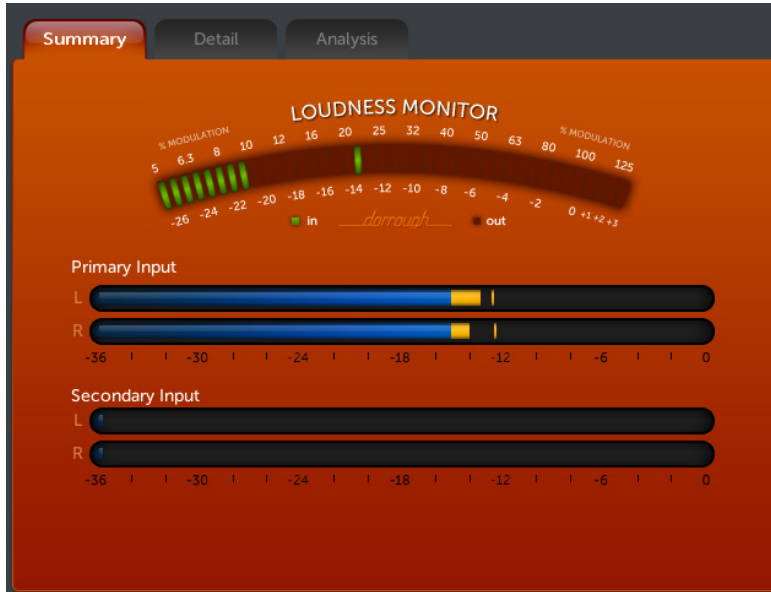 Summary Detail Analysis
LOUDNESS MONITOR
% MODULATION % MODULATION
5 6.3 8 10 12 16 20 25 32 40 50 63 80 100 125
-26 -24 -22 -20 -18 -16 -14 -12 -10 -8 -6 -4 -2 0 +1 +2 +3
in dorrough out
Primary Input
L
R
-36 -30 -24 -18 -12 -6 0
Secondary Input
L
R
-36 -30 -24 -18 -12 -6 0